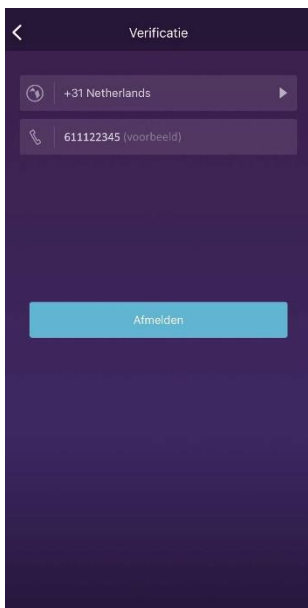 Verificatie
+31 Netherlands
611122345 (voorbeeld)
Afmelden